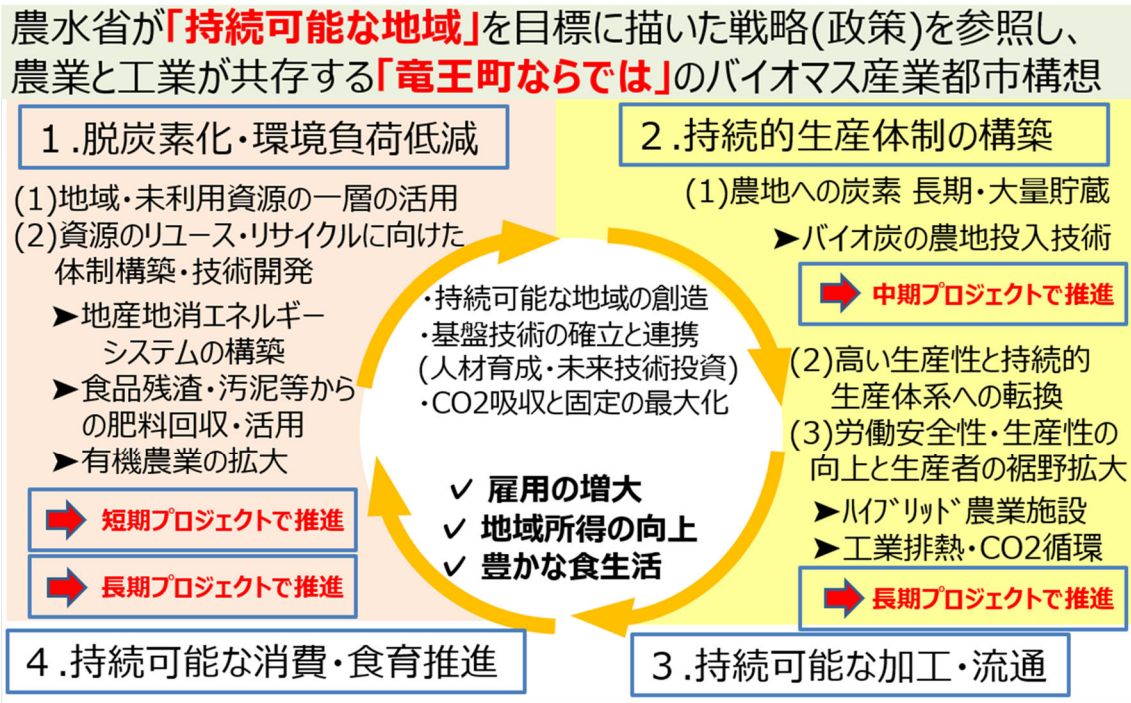 農水省が「持続可能な地域」を目標に描いた戦略(政策)を参照し、
農業と工業が共存する「竜王町ならでは」のバイオマス産業都市構想
１.脱炭素化・環境負荷低減
(1)地域・未利用資源の一層の活用
(2)資源のリユース・リサイクルに向けた
体制構築・技術開発
➤地産地消エネルギー
システムの構築
➤食品残渣・汚泥等から
の肥料回収・活用
➤有機農業の拡大
短期プロジェクトで推進
長期プロジェクトで推進
２.持続的生産体制の構築
(1)農地への炭素 長期・大量貯蔵
➤バイオ炭の農地投入技術
中期プロジェクトで推進
(2)高い生産性と持続的
生産体系への転換
(3)労働安全性・生産性の
向上と生産者の裾野拡大
➤ﾊｲﾌﾞﾘｯﾄﾞ農業施設
➤工業排熱・CO2循環
長期プロジェクトで推進
・持続可能な地域の創造
・基盤技術の確立と連携
(人材育成・未来技術投資)
・CO2吸収と固定の最大化
✓ 雇用の増大
✓ 地域所得の向上
✓ 豊かな食生活
３.持続可能な加工・流通
４.持続可能な消費・食育推進